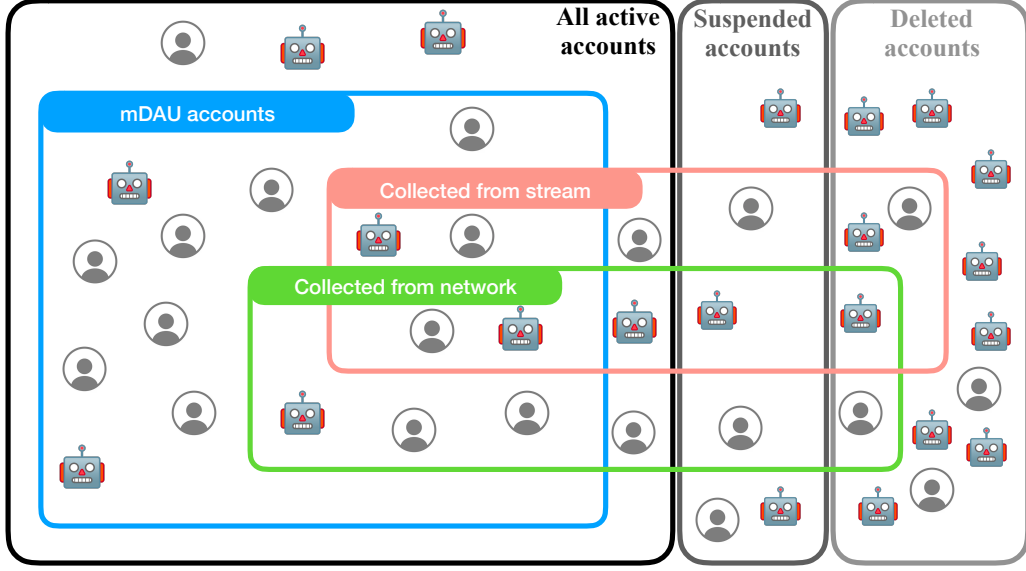 All active
accounts
Suspended
accounts
Deleted
accounts
mDAU accounts
Collected from stream
Collected from network